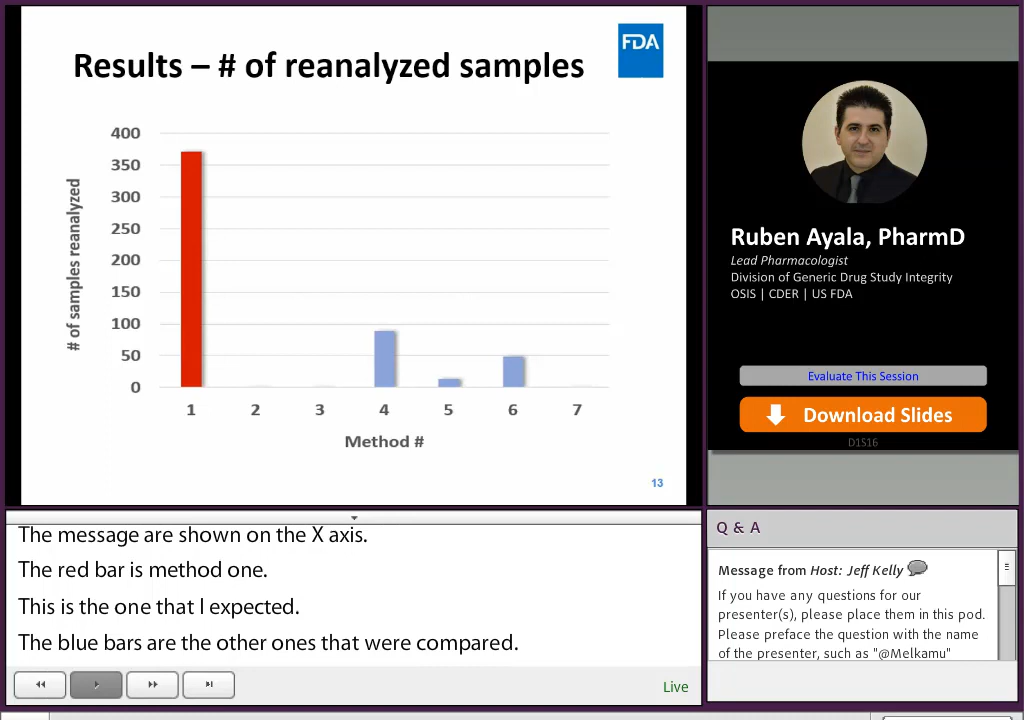 Results – # of reanalyzed samples
FDA
# of samples reanalyzed
400
350
300
250
200
150
100
50
0
1 2 3 4 5 6 7
Method #
13
Ruben Ayala, PharmD
Lead Pharmacologist
Division of Generic Drug Study Integrity
OSIS | CDER | US FDA
Evaluate This Session
Download Slides
D1S16
The message are shown on the X axis.
The red bar is method one.
This is the one that I expected.
The blue bars are the other ones that were compared.
Live
Q & A
Message from Host: Jeff Kelly
If you have any questions for our
presenter(s), please place them in this pod.
Please preface the question with the name
of the presenter, such as "@Melkamu"